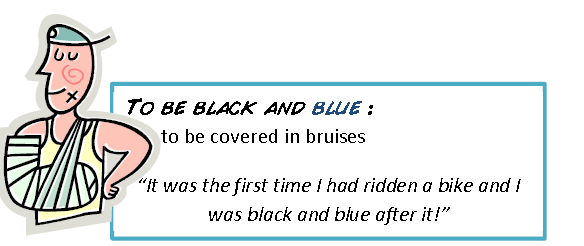 TO BE BLACK AND BLUE :
to be covered in bruises
“It was the first time I had ridden a bike and I
was black and blue after it!”